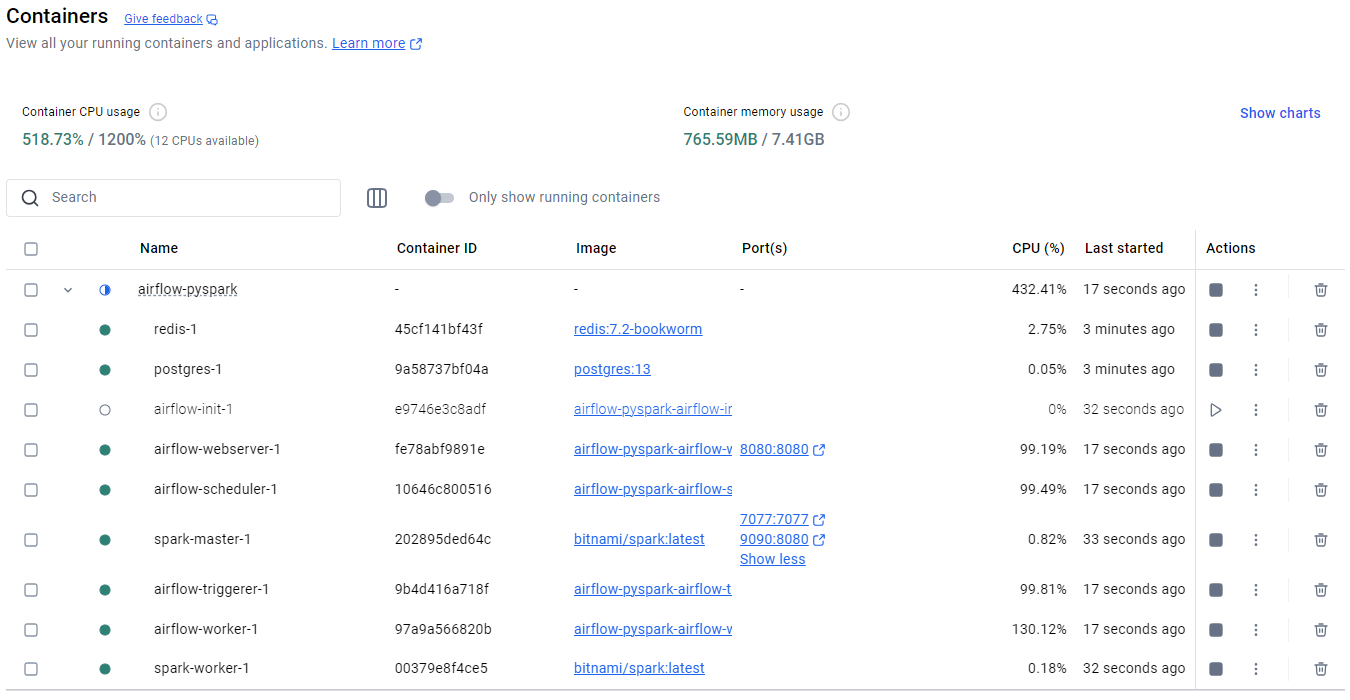 Containers Give feedback
View all your running containers and applications. Learn more
Container CPU usage
518.73% / 1200% (12 CPUs available)
Container memory usage
765.59MB / 7.41GB
Show charts
Search
Only show running containers
Name Container ID Image Port(s) CPU (%) Last started Actions
airflow-pyspark - - - 432.41% 17 seconds ago
redis-1 45cf141bf43f redis:7.2-bookworm 2.75% 3 minutes ago
postgres-1 9a58737bf04a postgres:13 0.05% 3 minutes ago
airflow-init-1 e9746e3c8adf airflow-pyspark-airflow-ir 0% 32 seconds ago
airflow-webserver-1 fe78abf9891e airflow-pyspark-airflow-v 8080:8080 99.19% 17 seconds ago
airflow-scheduler-1 10646c800516 airflow-pyspark-airflow-s 99.49% 17 seconds ago
7077:7077
spark-master-1 202895ded64c bitnami/spark:latest 9090:8080 0.82% 33 seconds ago
Show less
airflow-triggerer-1 9b4d416a718f airflow-pyspark-airflow-t 99.81% 17 seconds ago
airflow-worker-1 97a9a566820b airflow-pyspark-airflow-v 130.12% 17 seconds ago
spark-worker-1 00379e8f4ce5 bitnami/spark:latest 0.18% 32 seconds ago